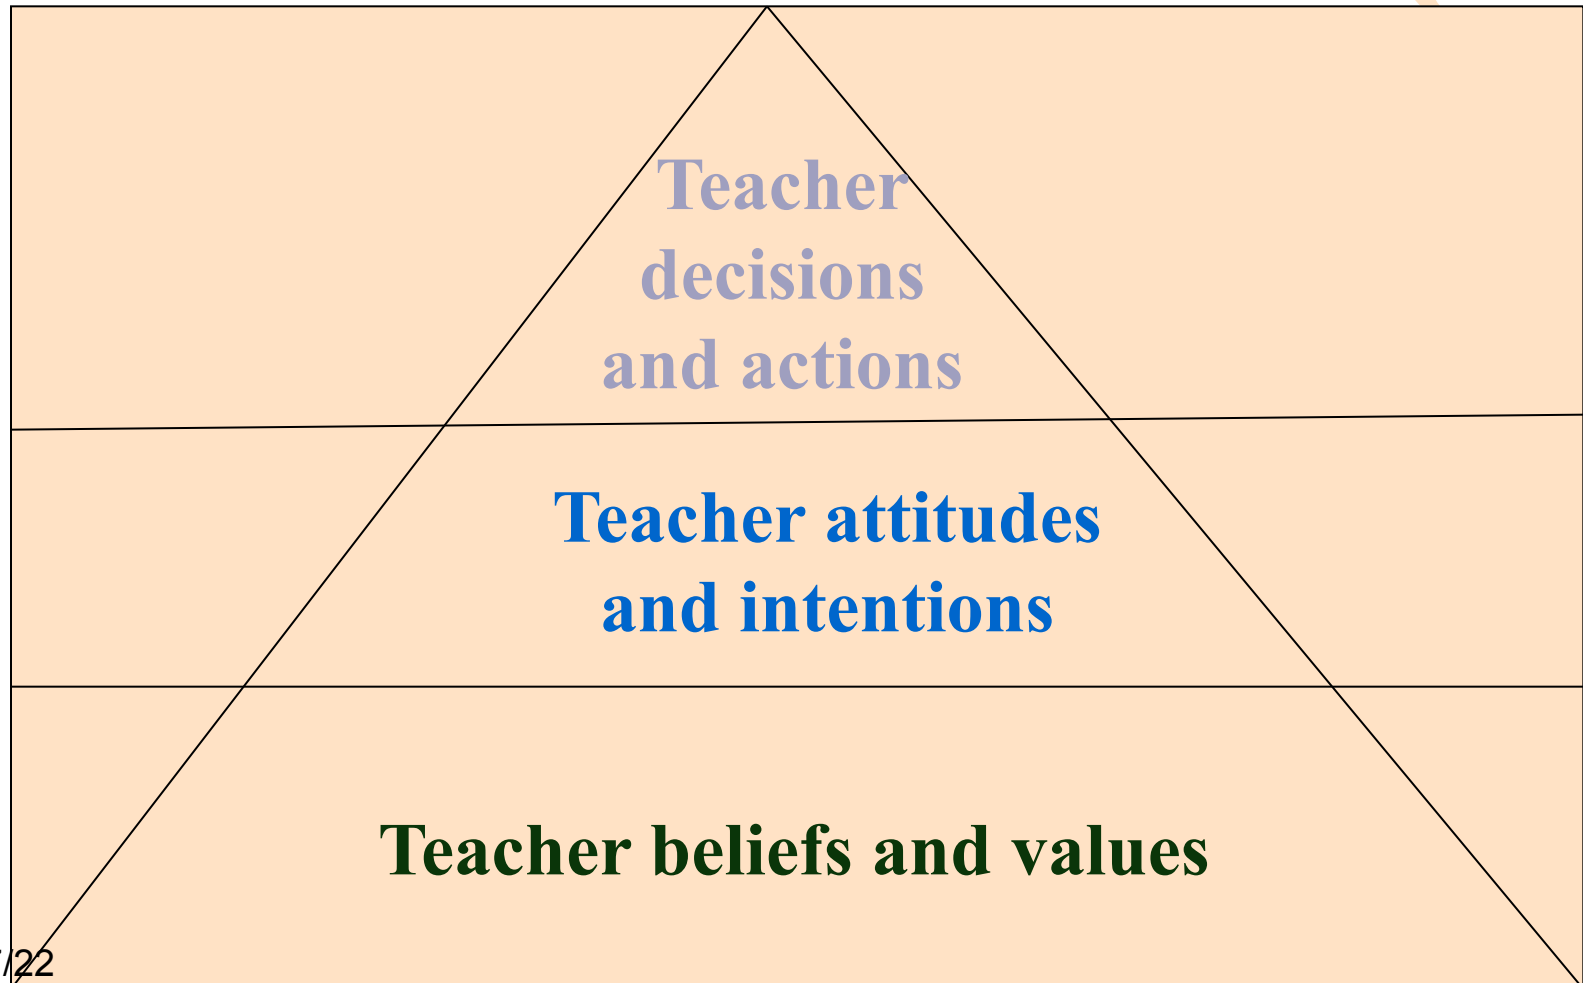 Teacher
decisions
and actions
Teacher attitudes
and intentions
Teacher beliefs and values
/22